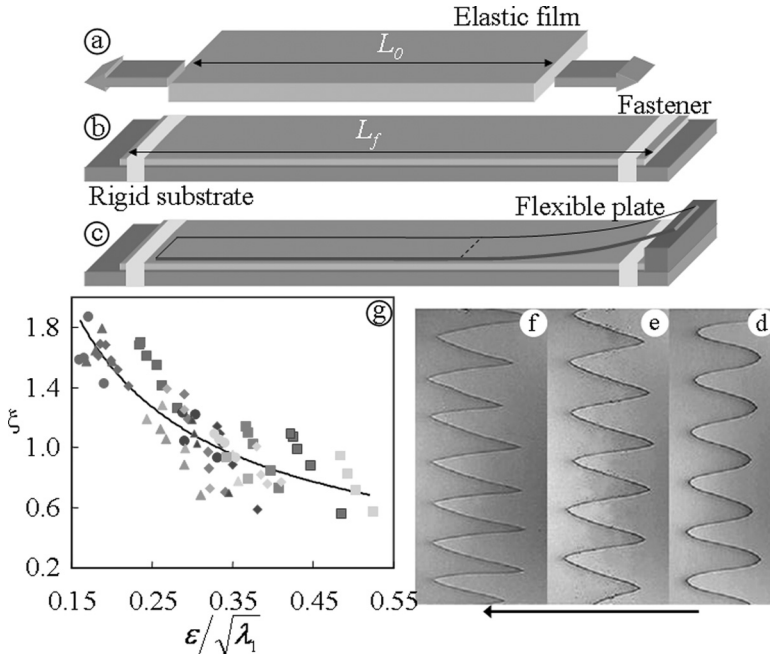 Elastic film
ⓐ
L₀
Fastener
ⓑ
L_f
Rigid substrate
Flexible plate
ⓒ
ⓖ
f
e
d
1.8
1.4
1.0
0.6
0.2
ξ
0.15
0.25
0.35
0.45
0.55
ε/√λ₁